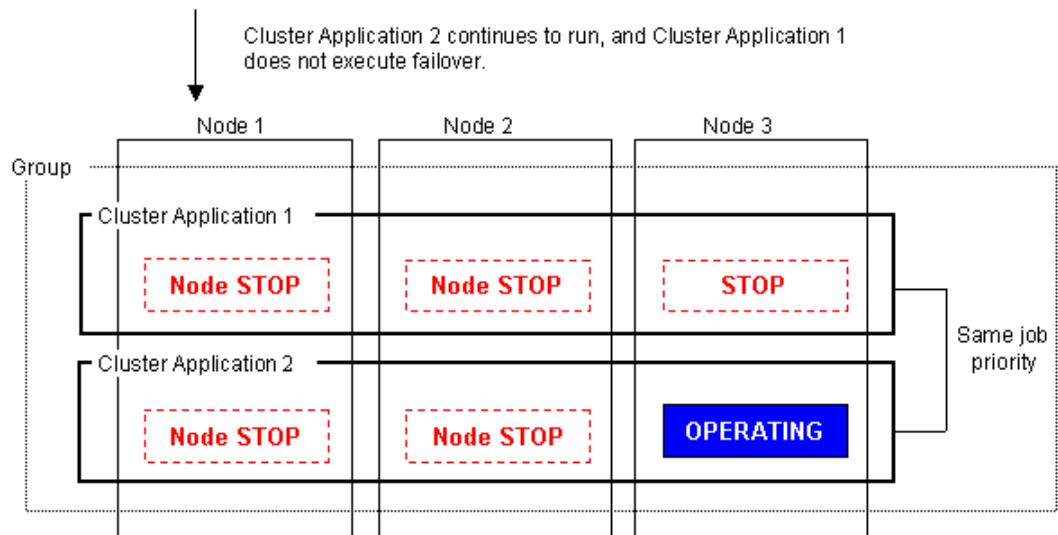 Cluster Application 2 continues to run, and Cluster Application 1
does not execute failover.
Node 1
Node 2
Node 3
Group
Cluster Application 1
Node STOP
Node STOP
STOP
Same job
priority
Cluster Application 2
Node STOP
Node STOP
OPERATING